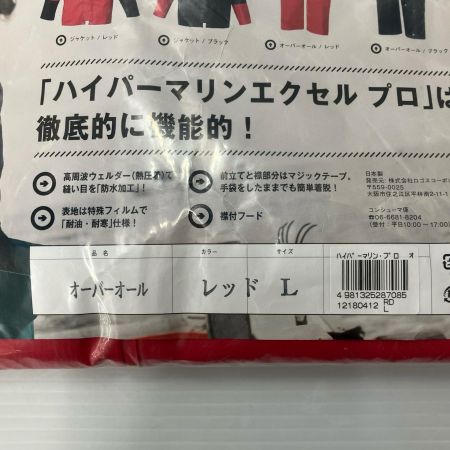 ジャケット／レッド
ジャケット／ブラック
オーバーオール／レッド
オーバーオール／ブラック
「ハイパーマリンエクセル プロ」は
徹底的に機能的！
高周波ウェルダー(熱圧着)で
縫い目を「防水加工」！
表地は特殊フィルムで
「耐油・耐寒」仕様！
前立てと裾部分はマジックテープ。
手袋をしたままでも簡単着脱！
襟付フード
日本製
発売元：株式会社ロゴスコーポ
〒559-0025
大阪市住之江区平林南2-11-1
コンシューマ係
☎06-6681-8204
(受付：平日10:00〜17:00)
品名
カラー
サイズ
オーバーオール
レッド
L
ハイパーマリン・プロ オ
4 981325 287085
12180412
RD
L